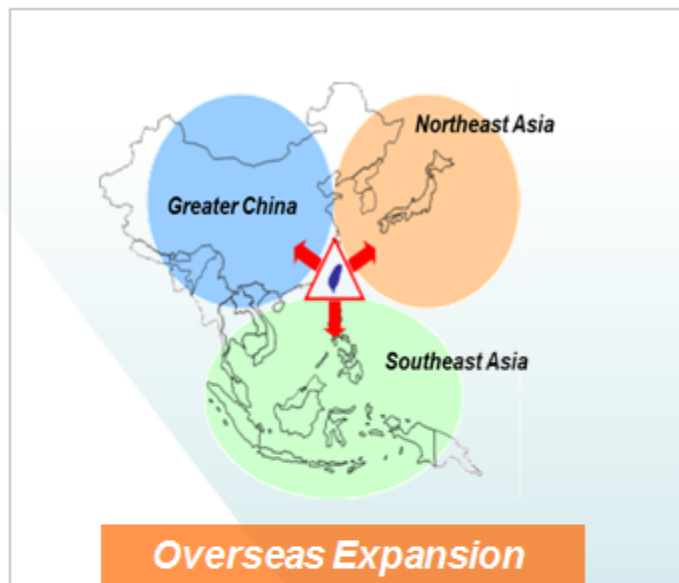 Northeast Asia
Greater China
Southeast Asia
Overseas Expansion